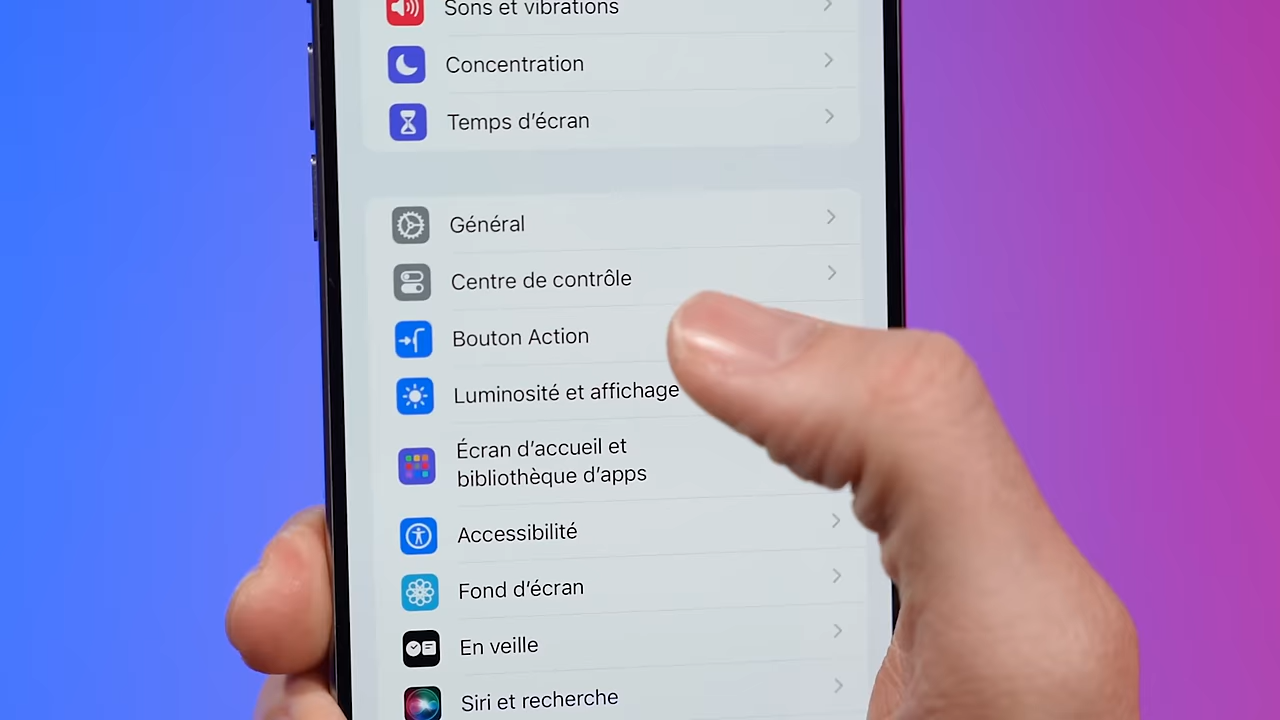 Sons et vibrations
Concentration
Temps d’écran
Général
Centre de contrôle
Bouton Action
Luminosité et affichage
Écran d’accueil et
bibliothèque d’apps
Accessibilité
Fond d’écran
En veille
Siri et recherche